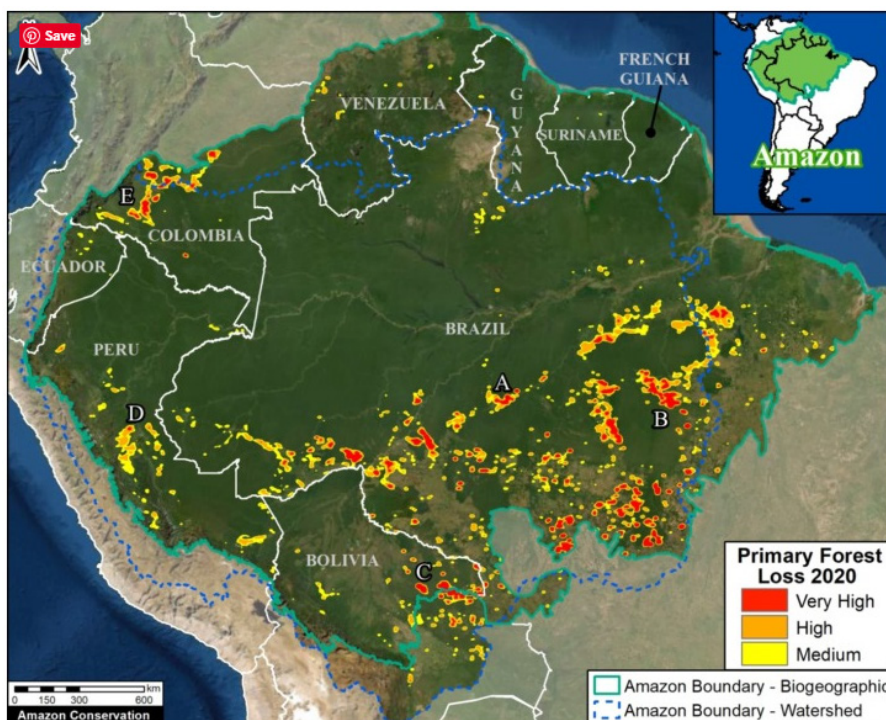 Save
FRENCH
GUIANA
VENEZUELA
GUYANA
SURINAME
Amazon
E
COLOMBIA
ECUADOR
BRAZIL
PERU
A
D
B
BOLIVIA
C
Primary Forest
Loss 2020
Very High
High
Medium
km
0 150 300 600
Amazon Conservation
Amazon Boundary - Biogeographic
Amazon Boundary - Watershed